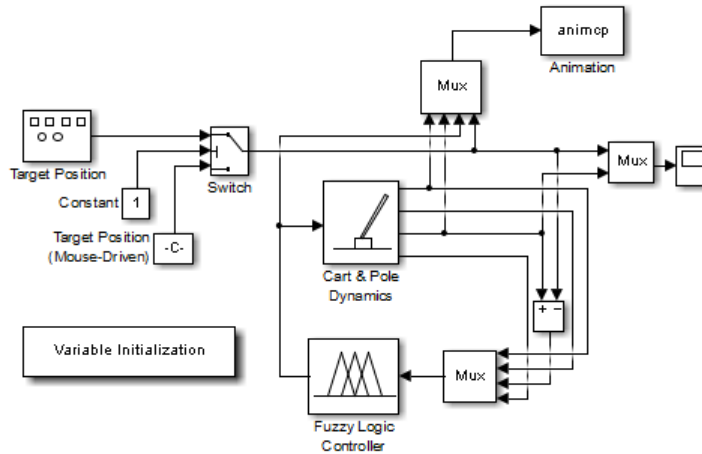 animcp
Animation
Mux
Target Position
Switch
Mux
Constant
1
Target Position
(Mouse-Driven)
-C-
Cart & Pole
Dynamics
+ −
Variable Initialization
Mux
Fuzzy Logic
Controller